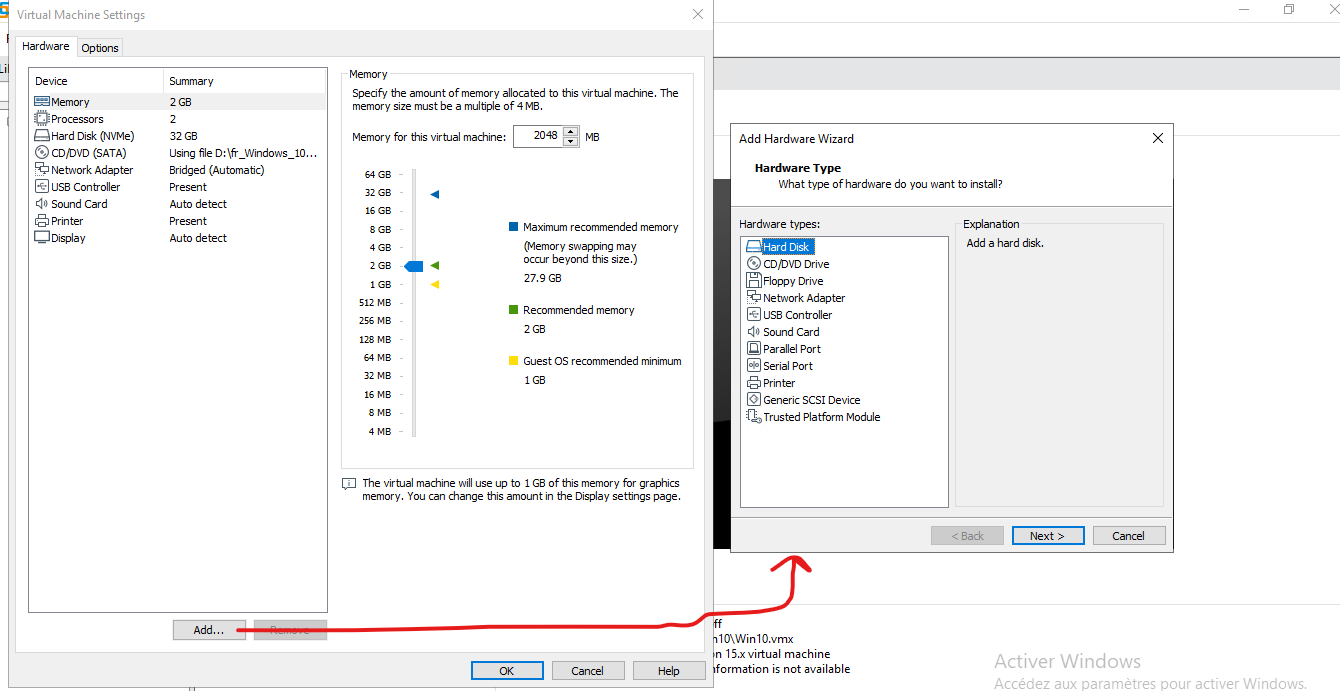 Virtual Machine Settings
Hardware
Options
Device Summary
Memory 2 GB
Processors 2
Hard Disk (NVMe) 32 GB
CD/DVD (SATA) Using file D:\fr_Windows_10...
Network Adapter Bridged (Automatic)
USB Controller Present
Sound Card Auto detect
Printer Present
Display Auto detect
Add...
Remove
Memory
Specify the amount of memory allocated to this virtual machine. The
memory size must be a multiple of 4 MB.
Memory for this virtual machine: 2048 MB
64 GB
32 GB
16 GB
8 GB
4 GB
2 GB
1 GB
512 MB
256 MB
128 MB
64 MB
32 MB
16 MB
8 MB
4 MB
Maximum recommended memory
(Memory swapping may
occur beyond this size.)
27.9 GB
Recommended memory
2 GB
Guest OS recommended minimum
1 GB
The virtual machine will use up to 1 GB of this memory for graphics
memory. You can change this amount in the Display settings page.
OK
Cancel
Help
Add Hardware Wizard
Hardware Type
What type of hardware do you want to install?
Hardware types:
Hard Disk
CD/DVD Drive
Floppy Drive
Network Adapter
USB Controller
Sound Card
Parallel Port
Serial Port
Printer
Generic SCSI Device
Trusted Platform Module
Explanation
Add a hard disk.
< Back
Next >
Cancel
ff
n10\Win10.vmx
on 15.x virtual machine
nformation is not available
Activer Windows
Accédez aux paramètres pour activer Windows.